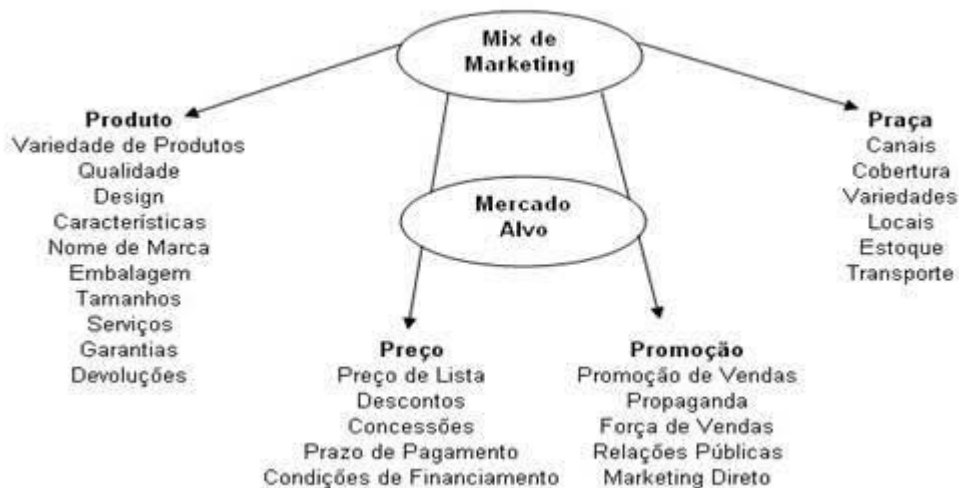 Mix de
Marketing
Produto
Variedade de Produtos
Qualidade
Design
Características
Nome de Marca
Embalagem
Tamanhos
Serviços
Garantias
Devoluções
Mercado
Alvo
Praça
Canais
Cobertura
Variedades
Locais
Estoque
Transporte
Preço
Preço de Lista
Descontos
Concessões
Prazo de Pagamento
Condições de Financiamento
Promoção
Promoção de Vendas
Propaganda
Força de Vendas
Relações Públicas
Marketing Direto